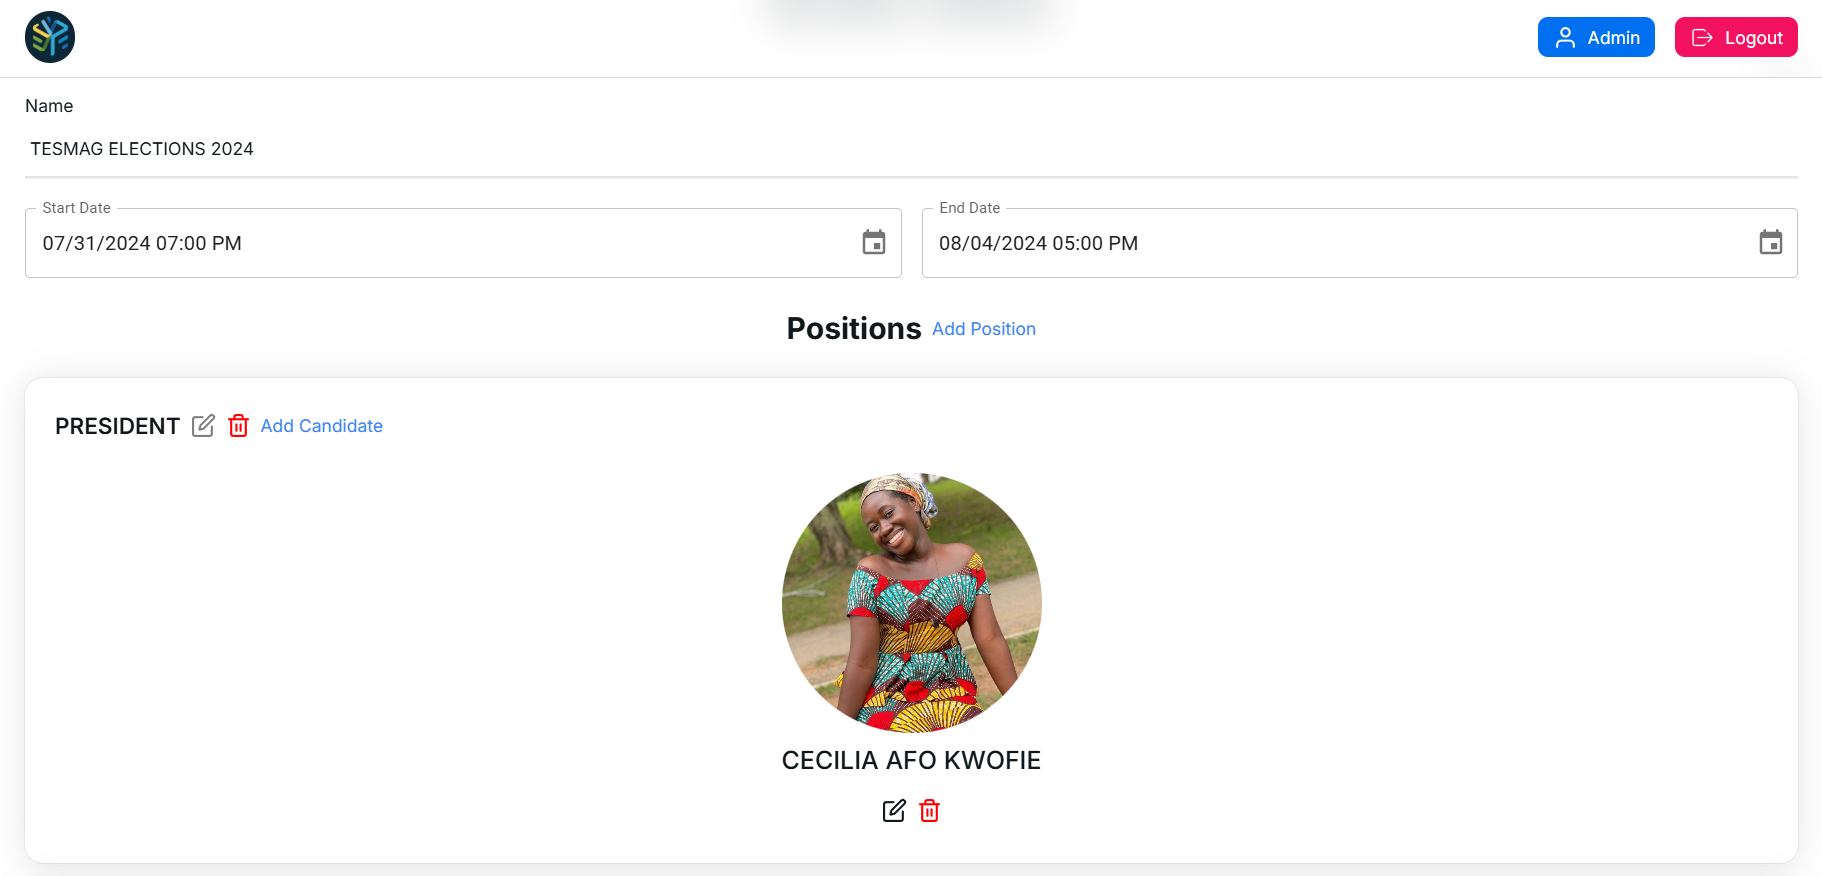 Admin
Logout
Name
TESMAG ELECTIONS 2024
Start Date
End Date
07/31/2024 07:00 PM
08/04/2024 05:00 PM
Positions Add Position
PRESIDENT Add Candidate
CECILIA AFO KWOFIE